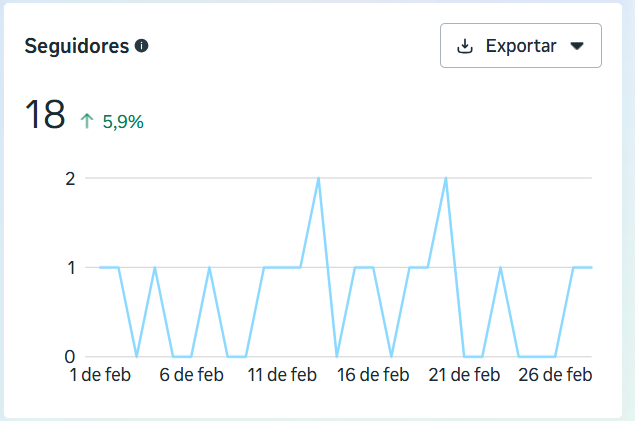 Seguidores
Exportar
18 ↑ 5,9%
2
1
0
1 de feb 6 de feb 11 de feb 16 de feb 21 de feb 26 de feb